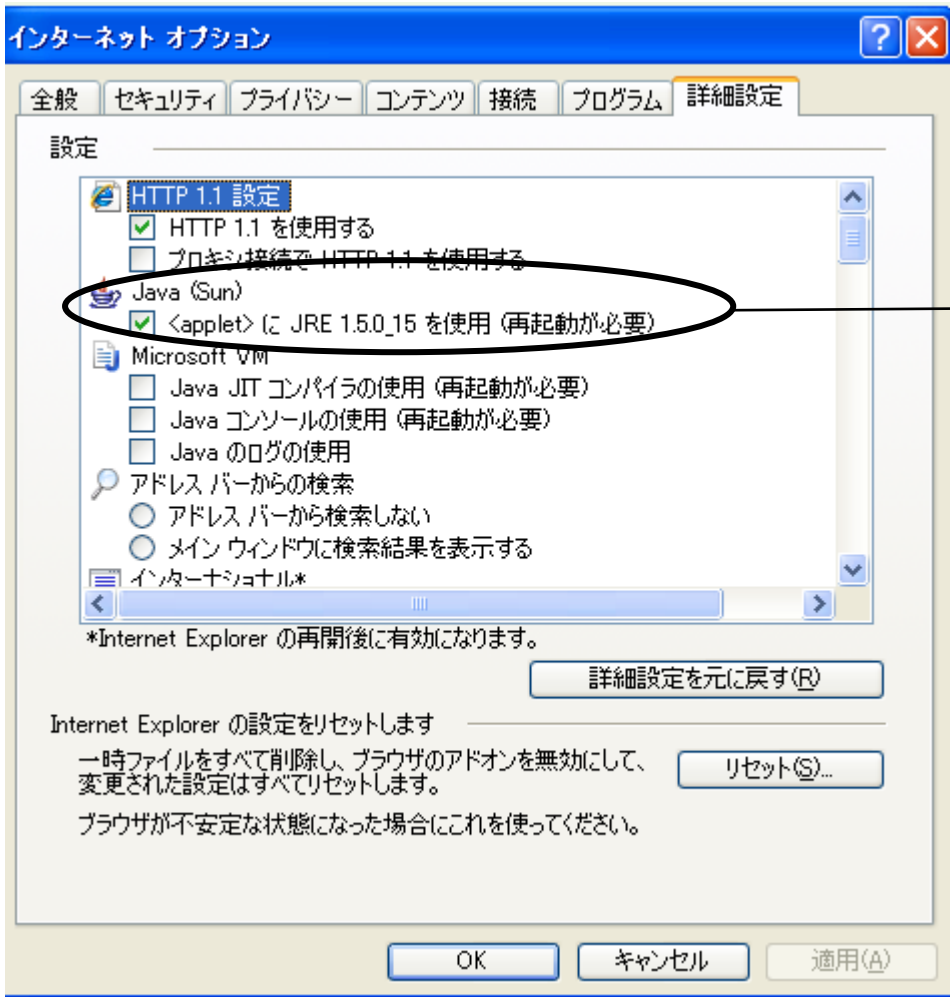 インターネット オプション
全般 セキュリティ プライバシー コンテンツ 接続 プログラム 詳細設定
設定
HTTP 1.1 設定
HTTP 1.1 を使用する
プロキシ接続で HTTP 1.1 を使用する
Java (Sun)
<applet> に JRE 1.5.0_15 を使用 (再起動が必要)
Microsoft VM
Java JIT コンパイラの使用 (再起動が必要)
Java コンソールの使用 (再起動が必要)
Java のログの使用
アドレス バーからの検索
アドレス バーから検索しない
メイン ウィンドウに検索結果を表示する
インターナショナル*
*Internet Explorer の再開後に有効になります。
詳細設定を元に戻す(R)
Internet Explorer の設定をリセットします
一時ファイルをすべて削除し、ブラウザのアドオンを無効にして、
変更された設定はすべてリセットします。
リセット(S)...
ブラウザが不安定な状態になった場合にこれを使ってください。
OK キャンセル 適用(A)